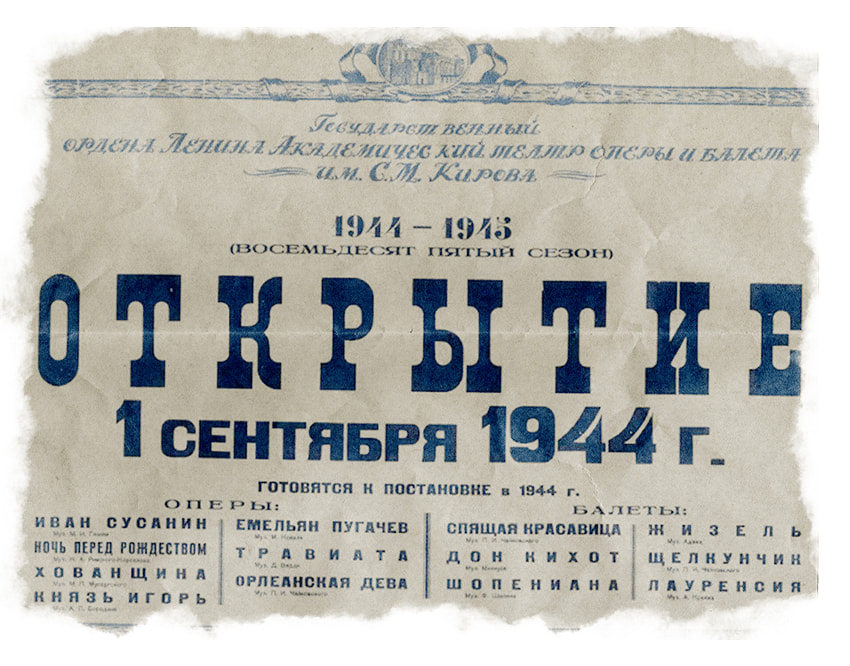 Государственный
ордена Ленина Академический театр оперы и балета
им. С.М. Кирова
1944 – 1945
(ВОСЕМЬДЕСЯТ ПЯТЫЙ СЕЗОН)
ОТКРЫТИЕ
1 СЕНТЯБРЯ 1944 г.
ГОТОВЯТСЯ К ПОСТАНОВКЕ в 1944 г.
ОПЕРЫ:
ИВАН СУСАНИН
Муз. М. И. Глинки
НОЧЬ ПЕРЕД РОЖДЕСТВОМ
Муз. Н. А. Римского-Корсакова
ХОВАНЩИНА
Муз. М. П. Мусоргского
КНЯЗЬ ИГОРЬ
Муз. А. П. Бородина
ЕМЕЛЬЯН ПУГАЧЕВ
Муз. М. Коваля
ТРАВИАТА
Муз. Д. Верди
ОРЛЕАНСКАЯ ДЕВА
Муз. П. И. Чайковского
БАЛЕТЫ:
СПЯЩАЯ КРАСАВИЦА
Муз. П. И. Чайковского
ДОН КИХОТ
Муз. Минкуса
ШОПЕНИАНА
Муз. Ф. Шопена
ЖИЗЕЛЬ
Муз. Адана
ЩЕЛКУНЧИК
Муз. П. И. Чайковского
ЛАУРЕНСИЯ
Муз. А. Крейна